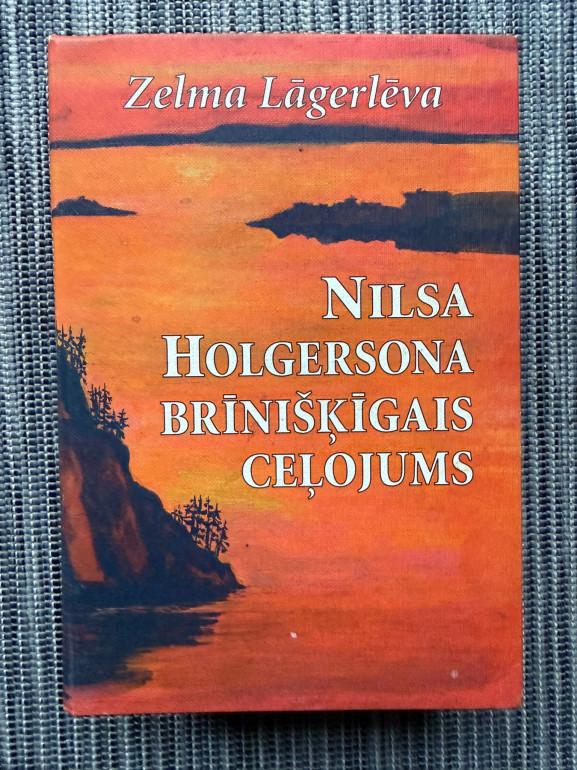 Zelma Lāgerlēva
NILSA
HOLGERSONA
BRĪNIŠĶĪGAIS
CEĻOJUMS